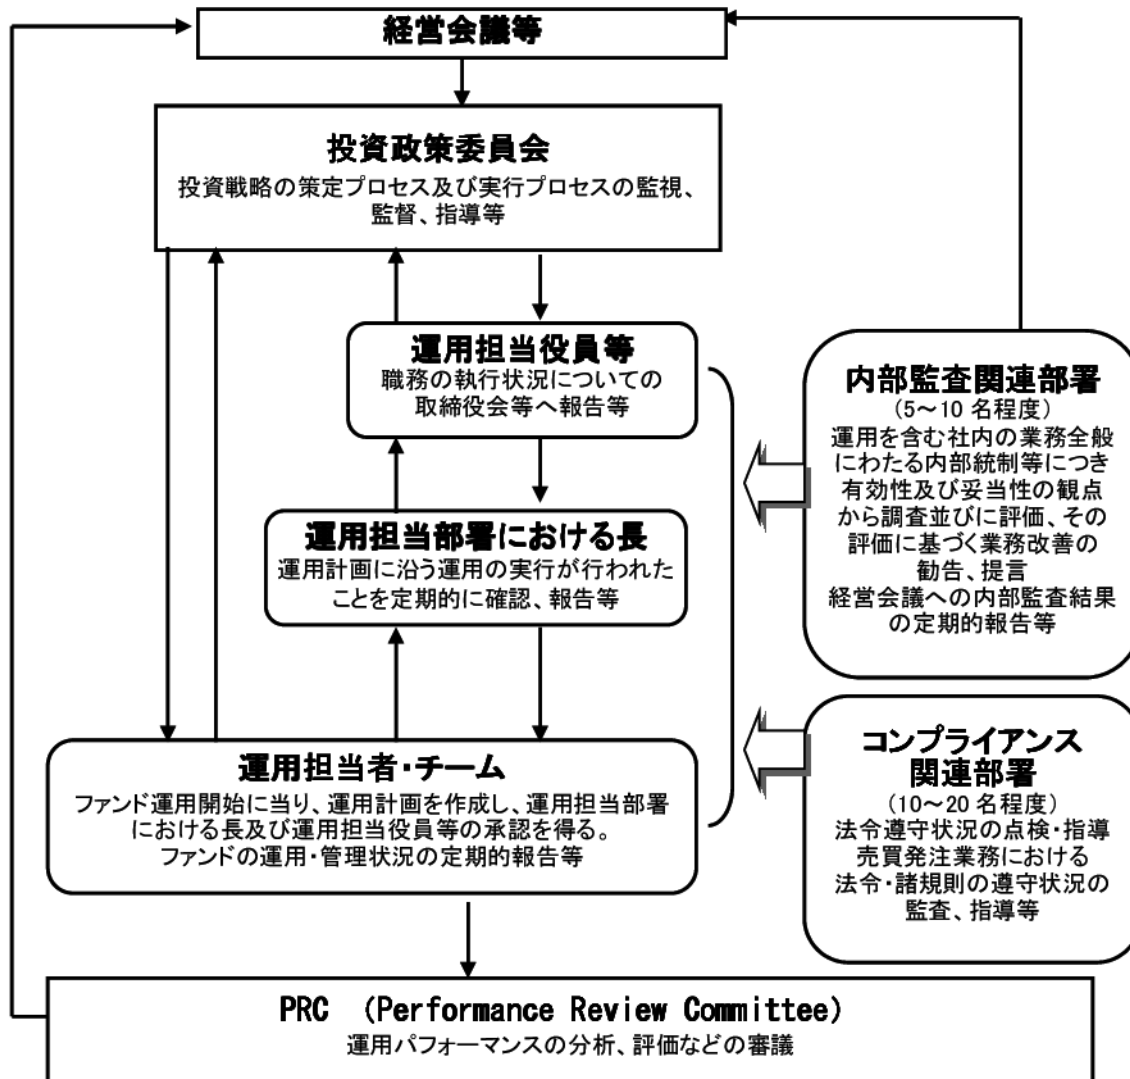 経営会議等
投資政策委員会
投資戦略の策定プロセス及び実行プロセスの監視、
監督、指導等
運用担当役員等
職務の執行状況についての
取締役会等へ報告等
運用担当部署における長
運用計画に沿う運用の実行が行われた
ことを定期的に確認、報告等
運用担当者・チーム
ファンド運用開始に当り、運用計画を作成し、運用担当部署
における長及び運用担当役員等の承認を得る。
ファンドの運用・管理状況の定期的報告等
内部監査関連部署
(5～10 名程度)
運用を含む社内の業務全般
にわたる内部統制等につき
有効性及び妥当性の観点
から調査並びに評価、その
評価に基づく業務改善の
勧告、提言
経営会議への内部監査結果
の定期的報告等
コンプライアンス
関連部署
(10～20 名程度)
法令遵守状況の点検・指導
売買発注業務における
法令・諸規則の遵守状況の
監査、指導等
PRC (Performance Review Committee)
運用パフォーマンスの分析、評価などの審議